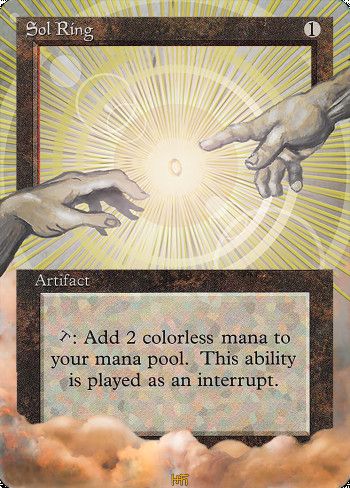 Sol Ring 1
Artifact
T: Add 2 colorless mana to
your mana pool. This ability
is played as an interrupt.